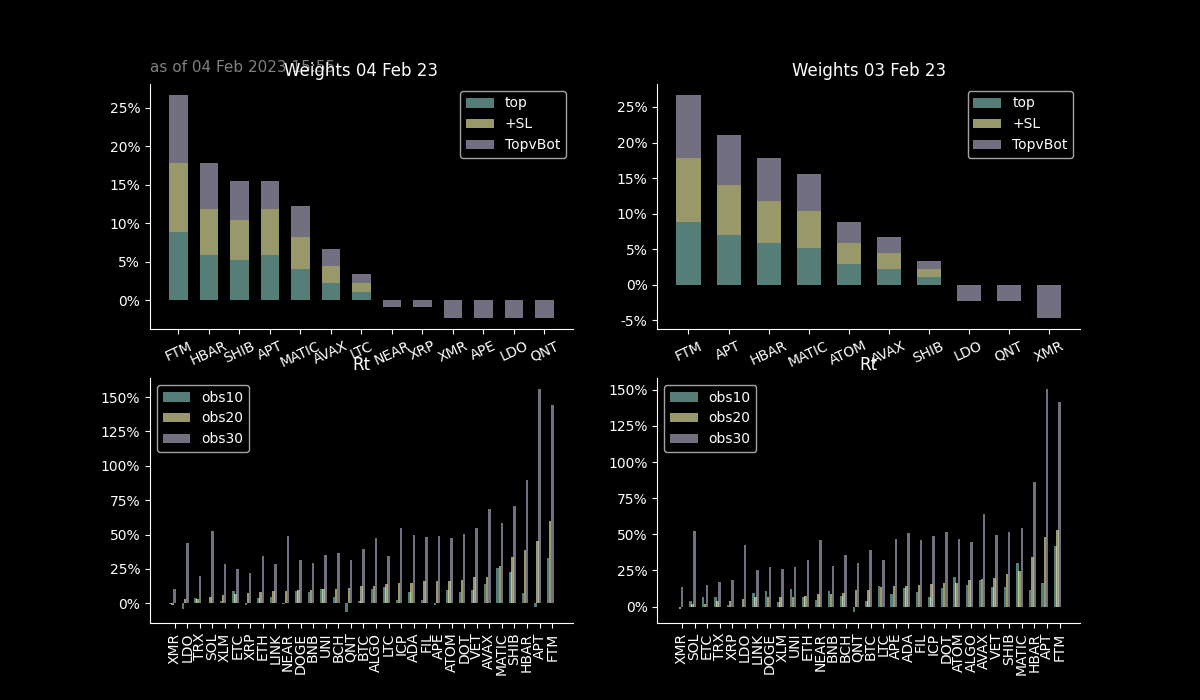 as of 04 Feb 2023
Weights 04 Feb 23
Weights 03 Feb 23
25%
20%
15%
10%
5%
0%
top
+SL
TopvBot
FTM HBAR SHIB APT MATIC AVAX LTC NEAR XRP XMR APE LDO QNT
25%
20%
15%
10%
5%
0%
-5%
top
+SL
TopvBot
FTM APT HBAR MATIC ATOM AVAX SHIB LDO QNT XMR
Rt
150%
125%
100%
75%
50%
25%
0%
obs10
obs20
obs30
XMR LDO TRX SOL XLM ETC XRP ETH LINK NEAR DOGE BNB UNI BCH QNT BTC ALGO LTC ICP ADA FIL APE ATOM DOT VET AVAX MATIC SHIB HBAR APT FTM
Rt
150%
125%
100%
75%
50%
25%
0%
obs10
obs20
obs30
XMR SOL ETC TRX XRP LDO LINK DOGE XLM UNI ETH NEAR BNB BCH QNT BTC LTC APE ADA FIL ICP DOT ATOM ALGO AVAX VET SHIB MATIC HBAR APT FTM